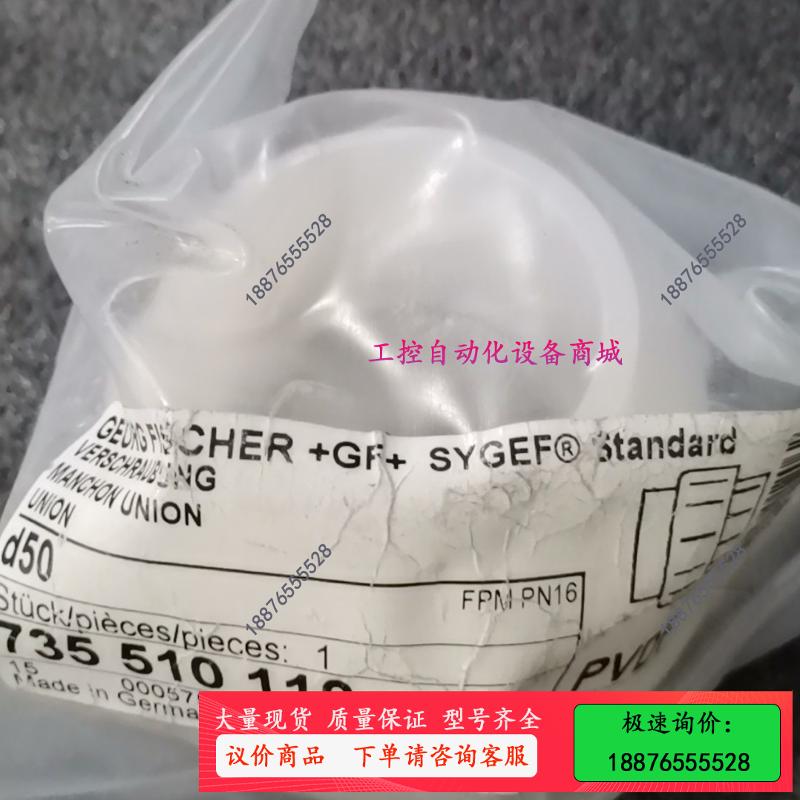 18876555528
18876555528
工控自动化设备商城
GEORG FISCHER +GF+ SYGEF® Standard
VERSCHRAUBUNG
MANCHON UNION
UNION
d50
FPM PN16
Stück/pièces/pieces: 1
735 510
15
Made in
18876555528
18876555528
大量现货 质量保证 型号齐全
议价商品 下单请咨询客服
极速询价：
18876555528